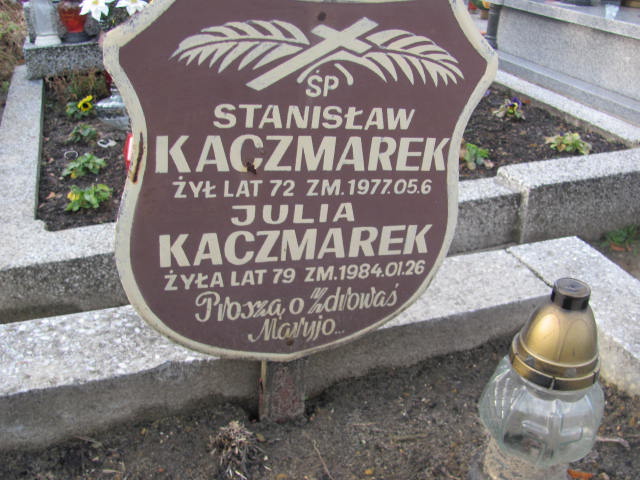 ŚP
STANISŁAW
KACZMAREK
ŻYŁ LAT 72 ZM. 1977.05.6
JULIA
KACZMAREK
ŻYŁA LAT 79 ZM. 1984.01.26
Proszą o Zdrowaś
Maryjo...